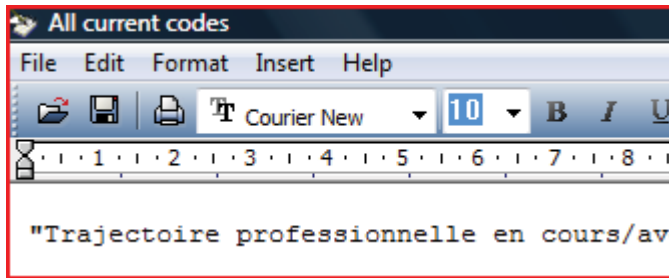 All current codes
File Edit Format Insert Help
Courier New 10 B I U
1 2 3 4 5 6 7 8
"Trajectoire professionnelle en cours/av